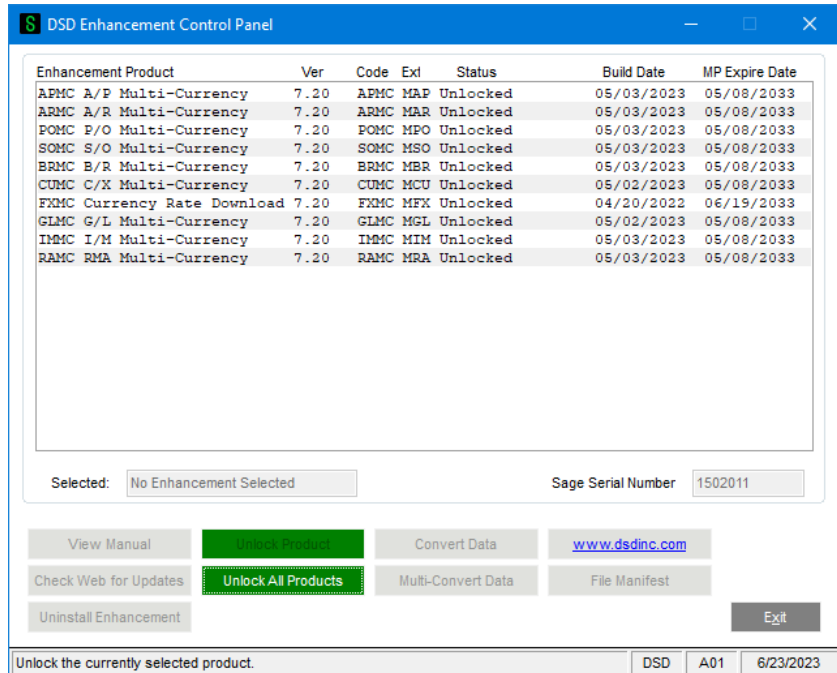 S DSD Enhancement Control Panel
Enhancement Product Ver Code Ext Status Build Date MP Expire Date
APMC A/P Multi-Currency 7.20 APMC MAP Unlocked 05/03/2023 05/08/2033
ARMC A/R Multi-Currency 7.20 ARMC MAR Unlocked 05/03/2023 05/08/2033
POMC P/O Multi-Currency 7.20 POMC MPO Unlocked 05/03/2023 05/08/2033
SOMC S/O Multi-Currency 7.20 SOMC MSO Unlocked 05/03/2023 05/08/2033
BRMC B/R Multi-Currency 7.20 BRMC MBR Unlocked 05/03/2023 05/08/2033
CUMC C/X Multi-Currency 7.20 CUMC MCU Unlocked 05/02/2023 05/08/2033
FXMC Currency Rate Download 7.20 FXMC MFX Unlocked 04/20/2022 06/19/2033
GLMC G/L Multi-Currency 7.20 GLMC MGL Unlocked 05/02/2023 05/08/2033
IMMC I/M Multi-Currency 7.20 IMMC MIM Unlocked 05/03/2023 05/08/2033
RAMC RMA Multi-Currency 7.20 RAMC MRA Unlocked 05/03/2023 05/08/2033
Selected: No Enhancement Selected Sage Serial Number 1502011
View Manual Unlock Product Convert Data www.dsdinc.com
Check Web for Updates Unlock All Products Multi-Convert Data File Manifest
Uninstall Enhancement Exit
Unlock the currently selected product. DSD A01 6/23/2023